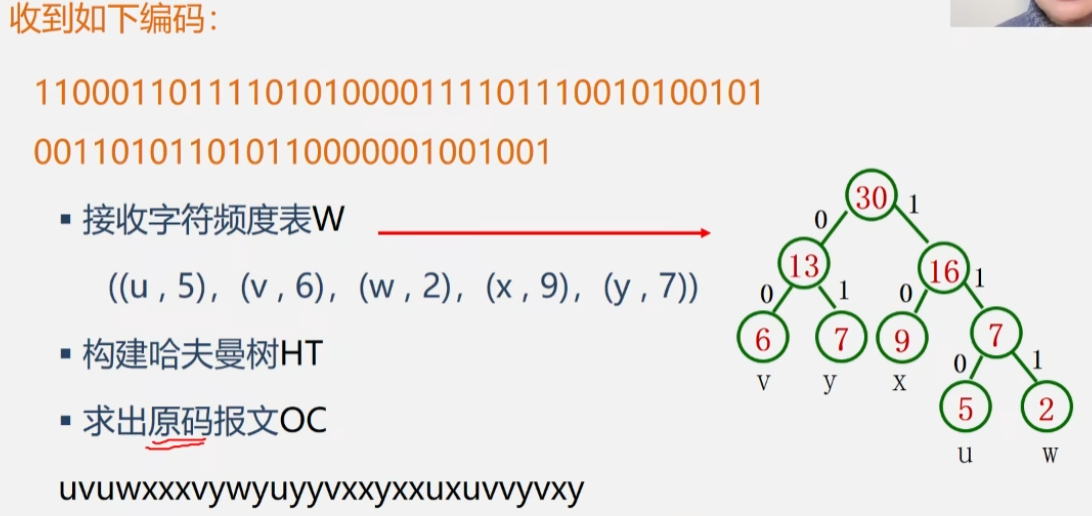 收到如下编码：
11000110111101010000111101110010100101
001101011010110000001001001
▪ 接收字符频度表W
((u , 5)，(v , 6)，(w , 2)，(x , 9)，(y , 7))
▪ 构建哈夫曼树HT
▪ 求出原码报文OC
uvuwxxxvywyuyyvxxyxxuxuvvyvxy
30
0 1
13 16
0 1 0 1
6 7 9 7
v y x 0 1
5 2
u w